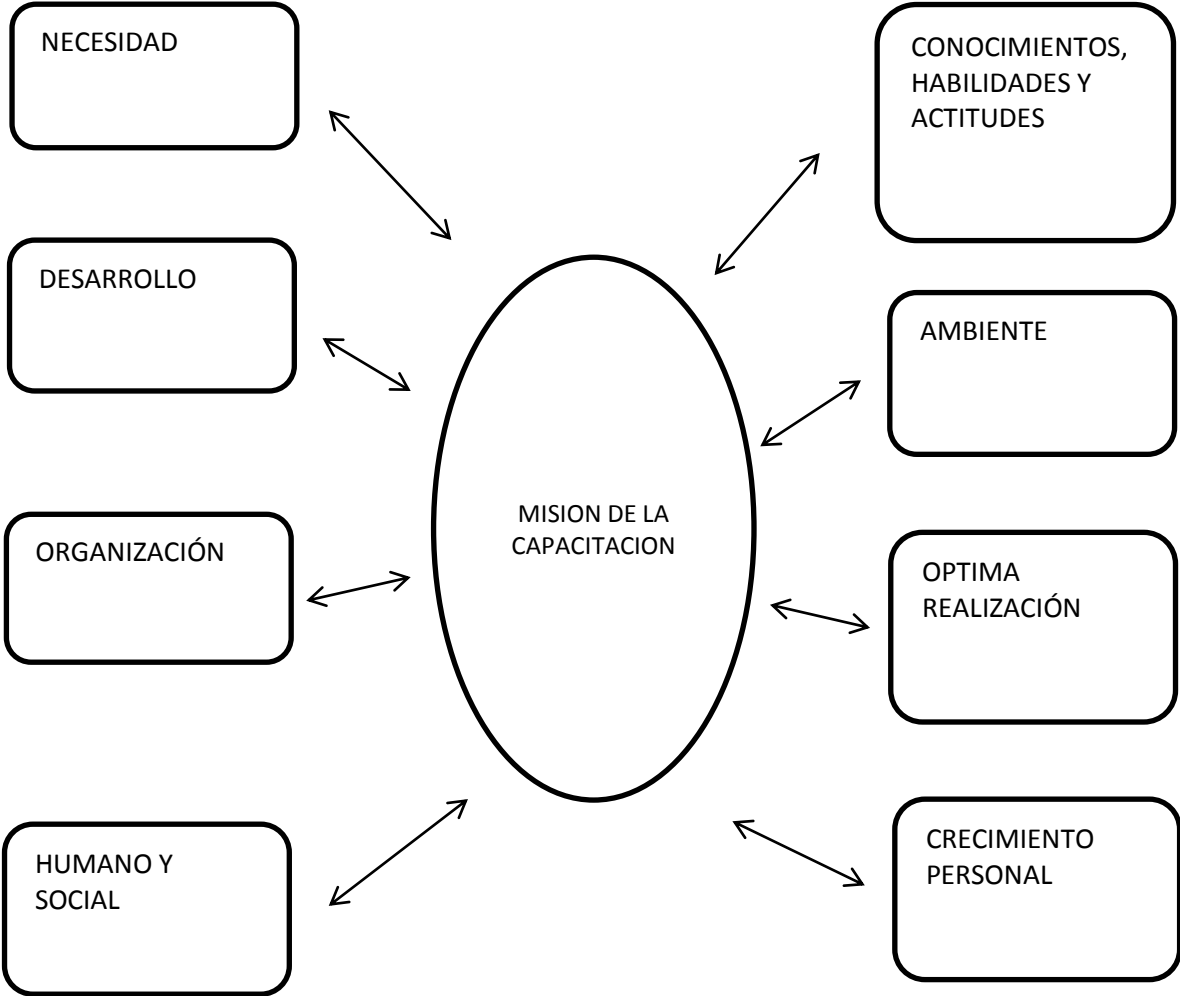 NECESIDAD
DESARROLLO
ORGANIZACIÓN
HUMANO Y
SOCIAL
MISION DE LA
CAPACITACION
CONOCIMIENTOS,
HABILIDADES Y
ACTITUDES
AMBIENTE
OPTIMA
REALIZACIÓN
CRECIMIENTO
PERSONAL